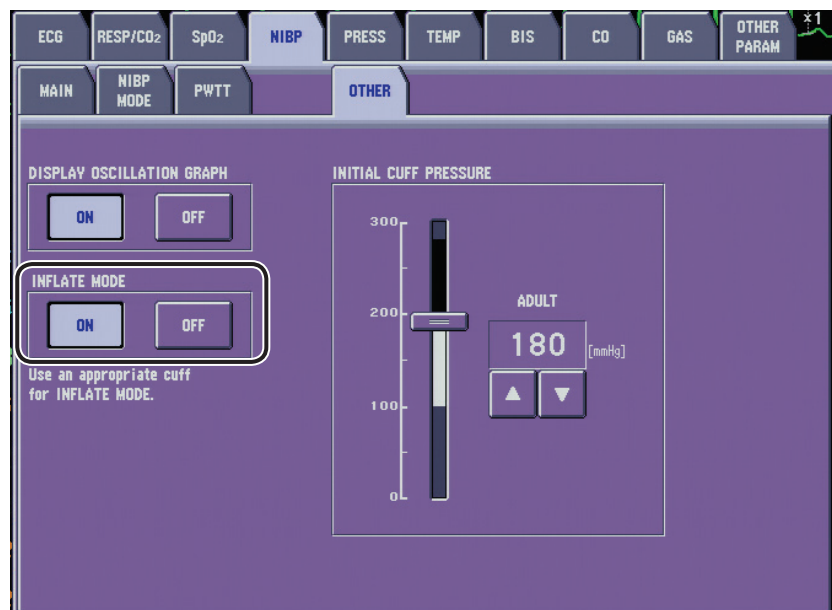 ECG RESP/CO2 SpO2 NIBP PRESS TEMP BIS CO GAS OTHER PARAM ×1
MAIN NIBP MODE PWTT OTHER
DISPLAY OSCILLATION GRAPH
ON OFF
INFLATE MODE
ON OFF
Use an appropriate cuff
for INFLATE MODE.
INITIAL CUFF PRESSURE
300
200
100
0
ADULT
180 [mmHg]